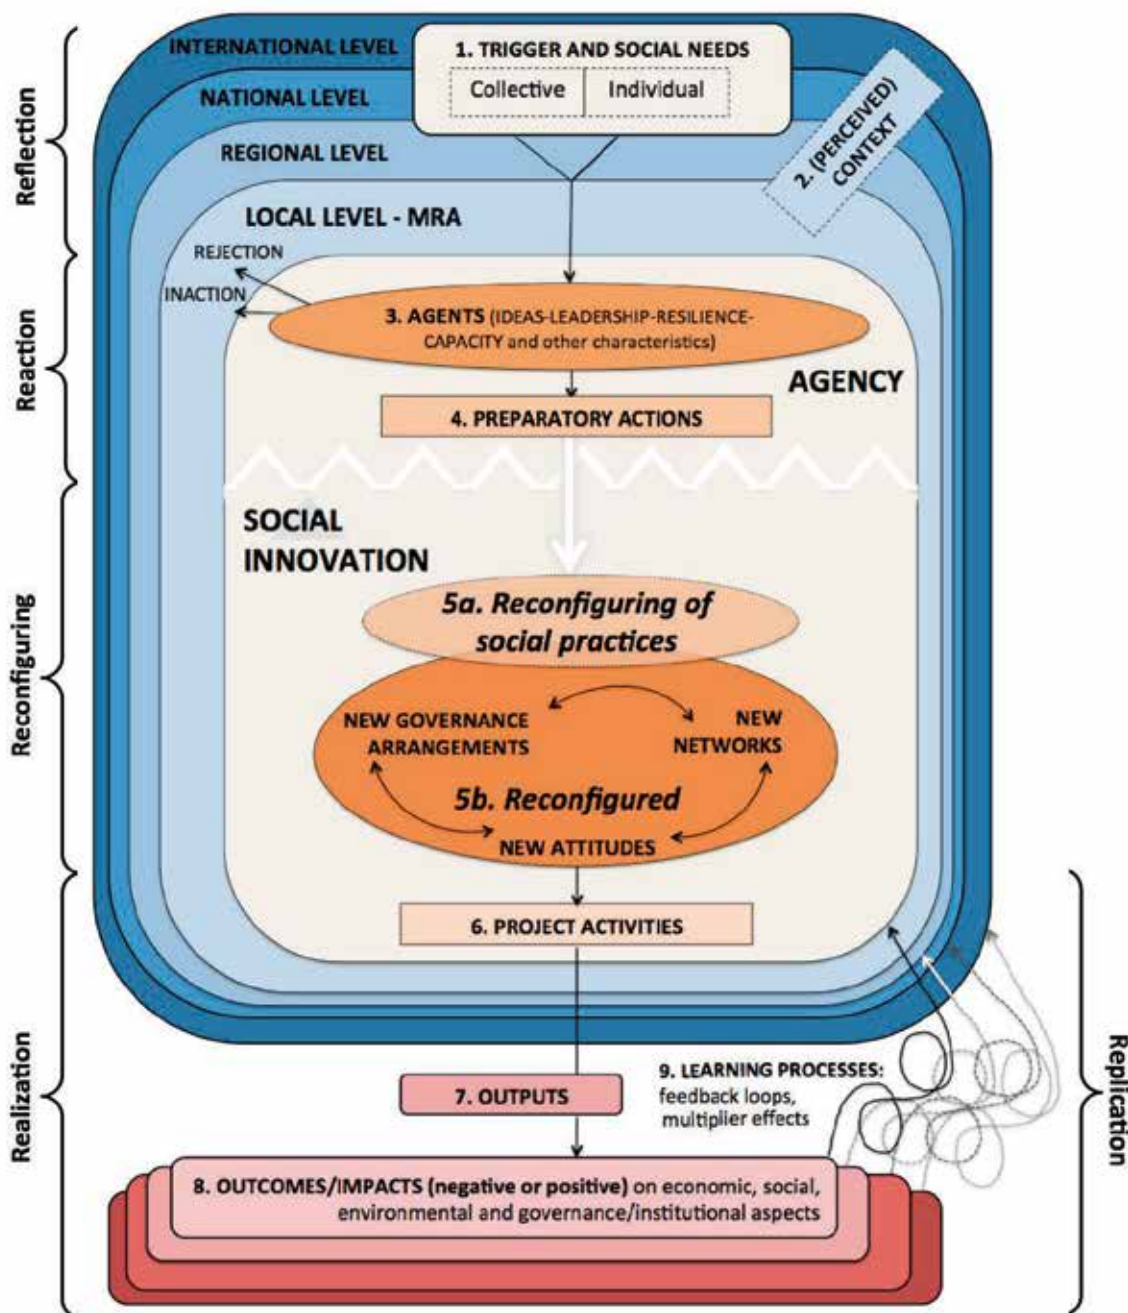 INTERNATIONAL LEVEL
1. TRIGGER AND SOCIAL NEEDS
Collective
Individual
NATIONAL LEVEL
2. (PERCEIVED)
CONTEXT
REGIONAL LEVEL
LOCAL LEVEL - MRA
Reflection
REJECTION
INACTION
3. AGENTS (IDEAS-LEADERSHIP-RESILIENCE-
CAPACITY and other characteristics)
AGENCY
Reaction
4. PREPARATORY ACTIONS
SOCIAL
INNOVATION
5a. Reconfiguring of
social practices
Reconfiguring
NEW GOVERNANCE
ARRANGEMENTS
NEW
NETWORKS
5b. Reconfigured
NEW ATTITUDES
6. PROJECT ACTIVITIES
Realization
7. OUTPUTS
9. LEARNING PROCESSES:
feedback loops,
multiplier effects
Replication
8. OUTCOMES/IMPACTS (negative or positive) on economic, social,
environmental and governance/institutional aspects